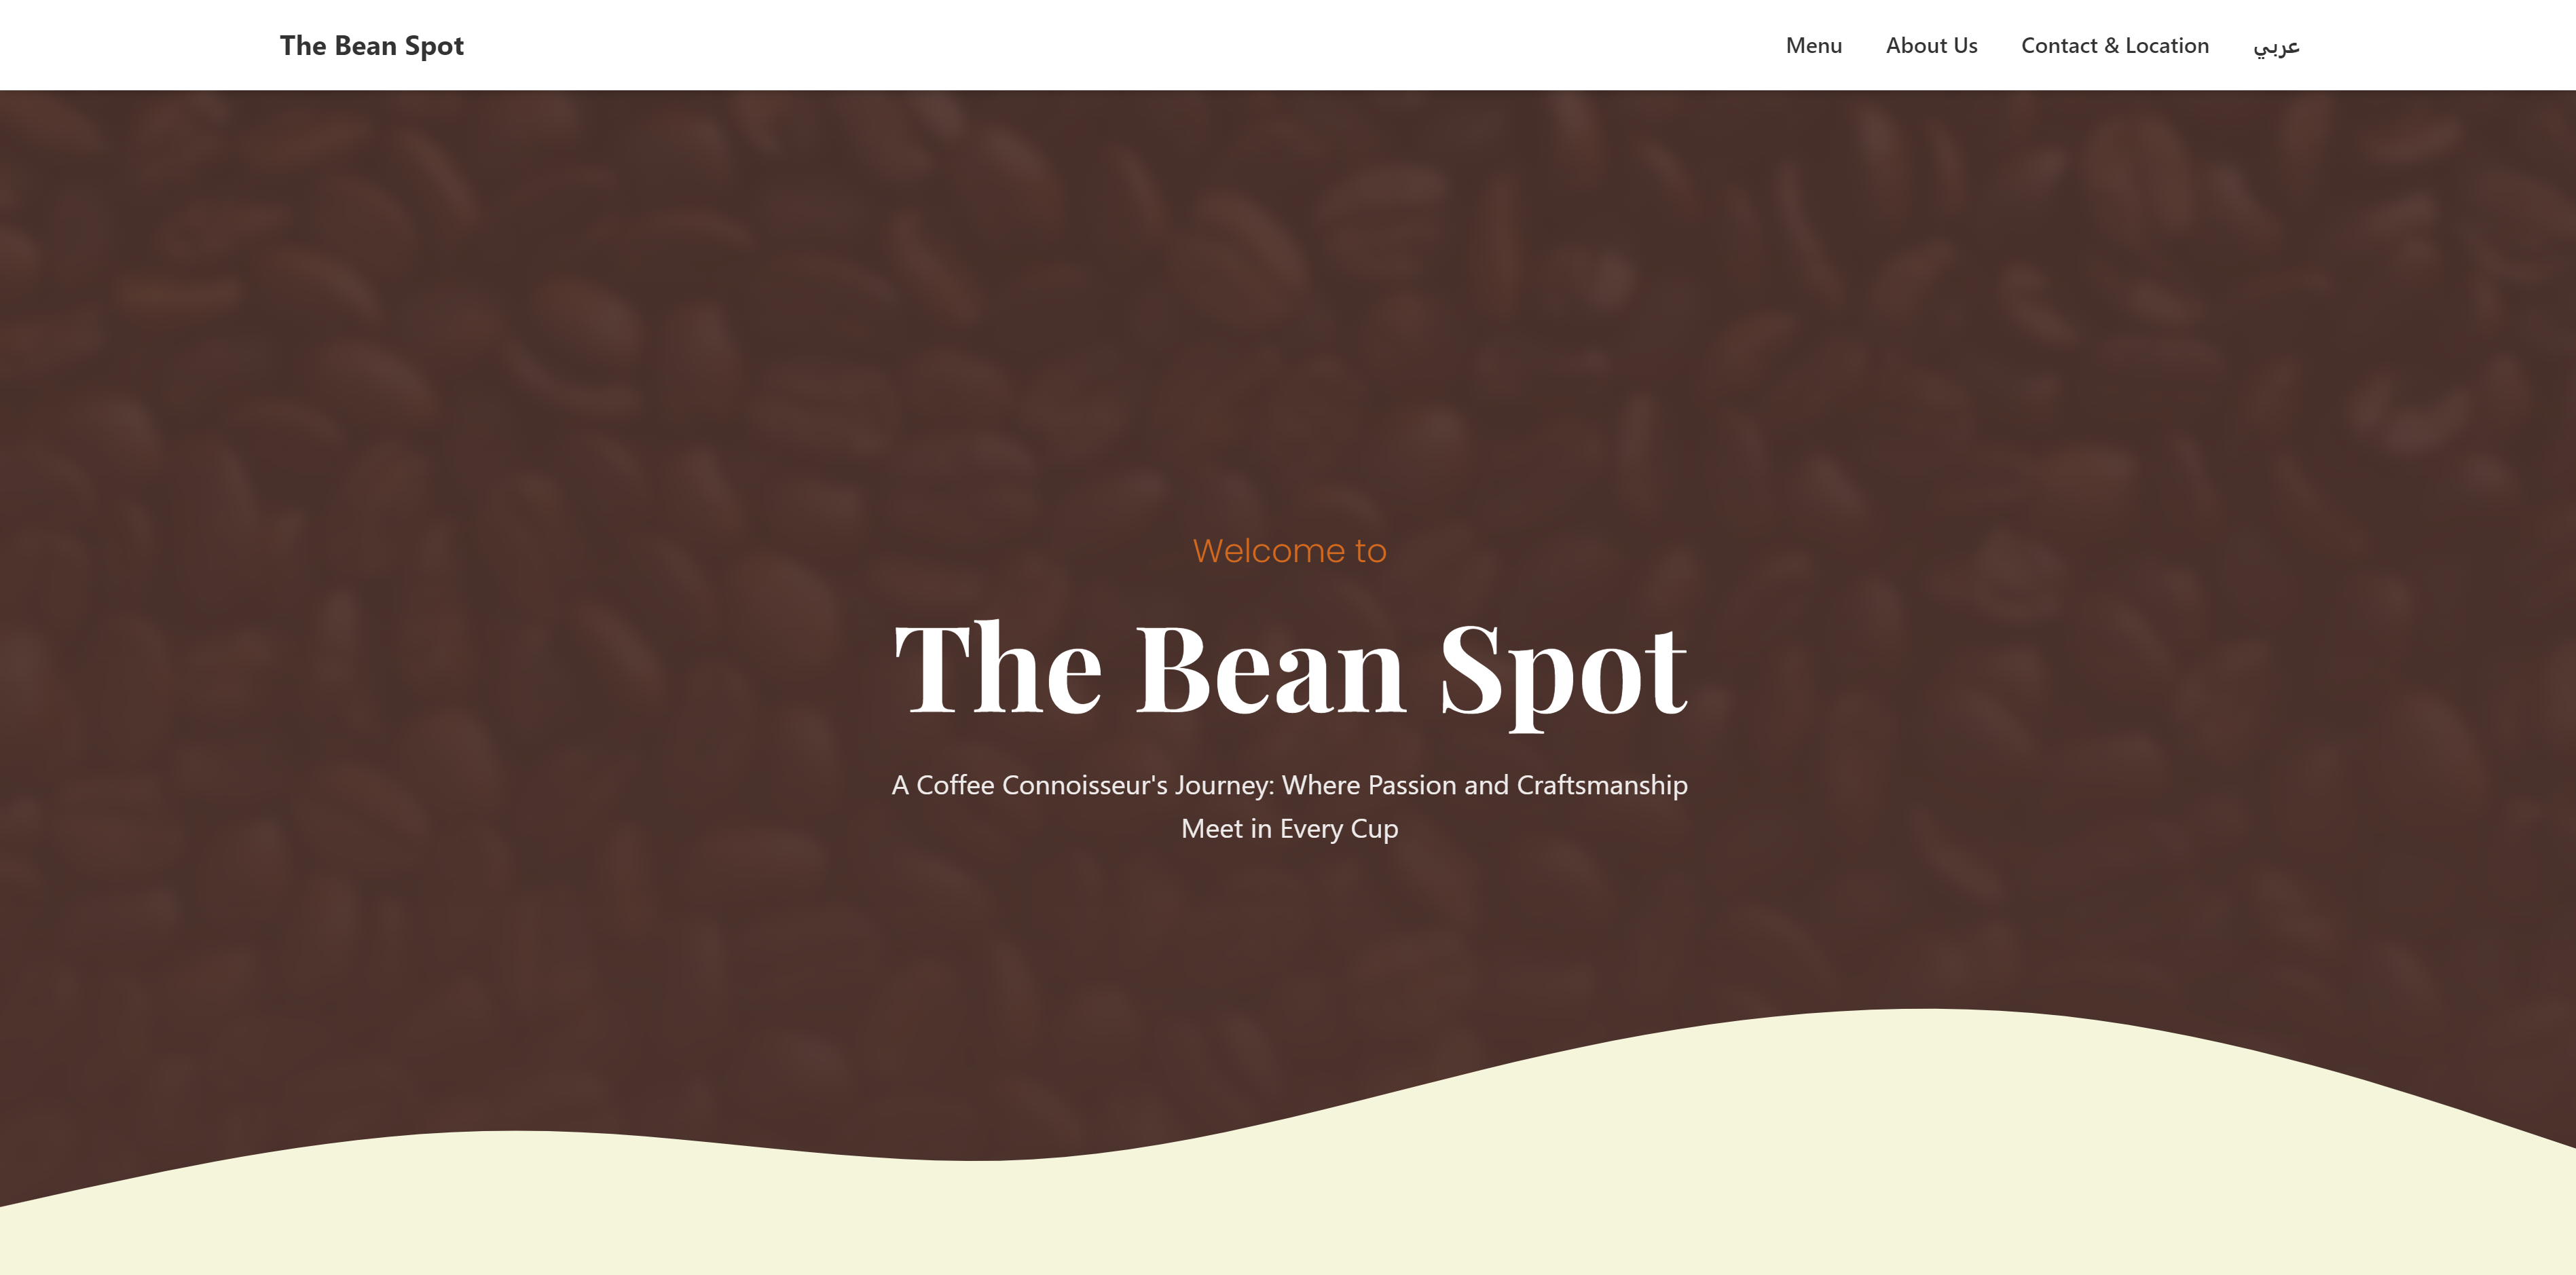 The Bean Spot
Menu About Us Contact & Location عربي
Welcome to
The Bean Spot
A Coffee Connoisseur's Journey: Where Passion and Craftsmanship
Meet in Every Cup